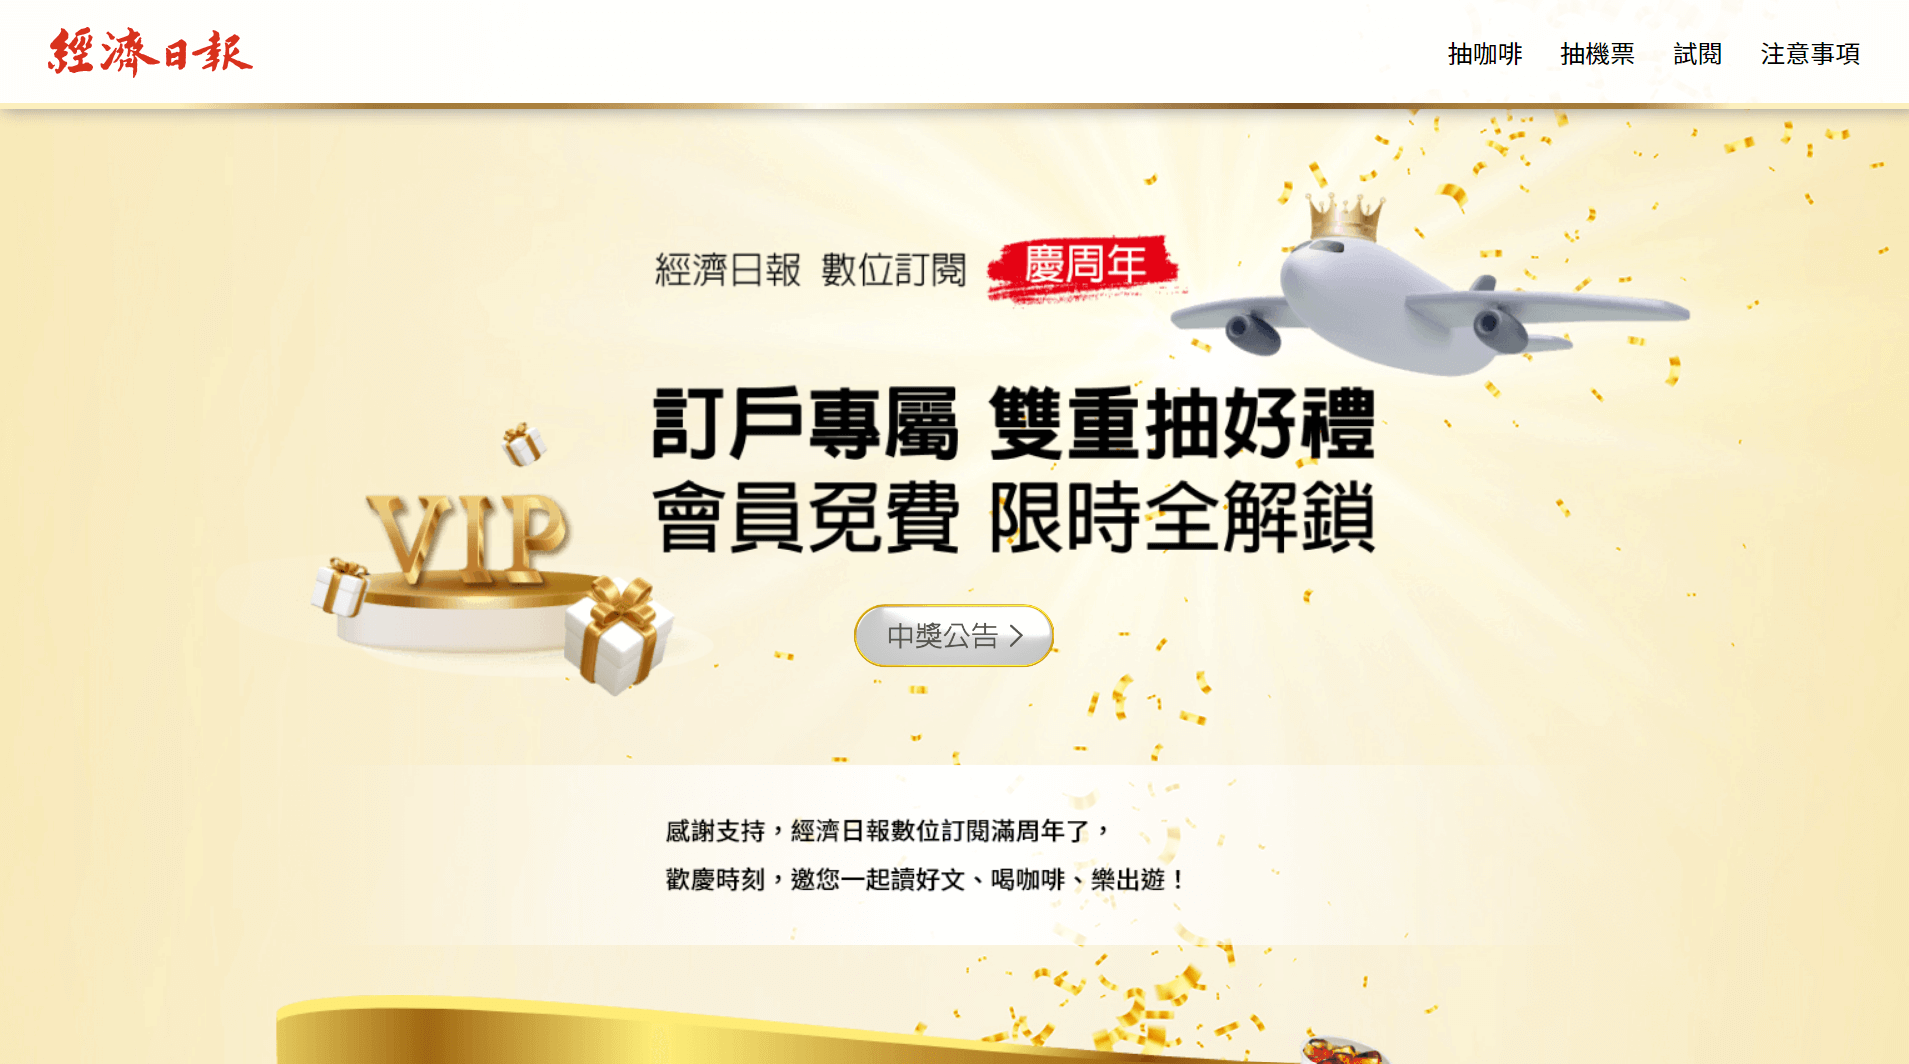 經濟日報
抽咖啡 抽機票 試閱 注意事項
經濟日報 數位訂閱 慶周年
訂戶專屬 雙重抽好禮
會員免費 限時全解鎖
VIP
中獎公告 >
感謝支持，經濟日報數位訂閱滿周年了，
歡慶時刻，邀您一起讀好文、喝咖啡、樂出遊！